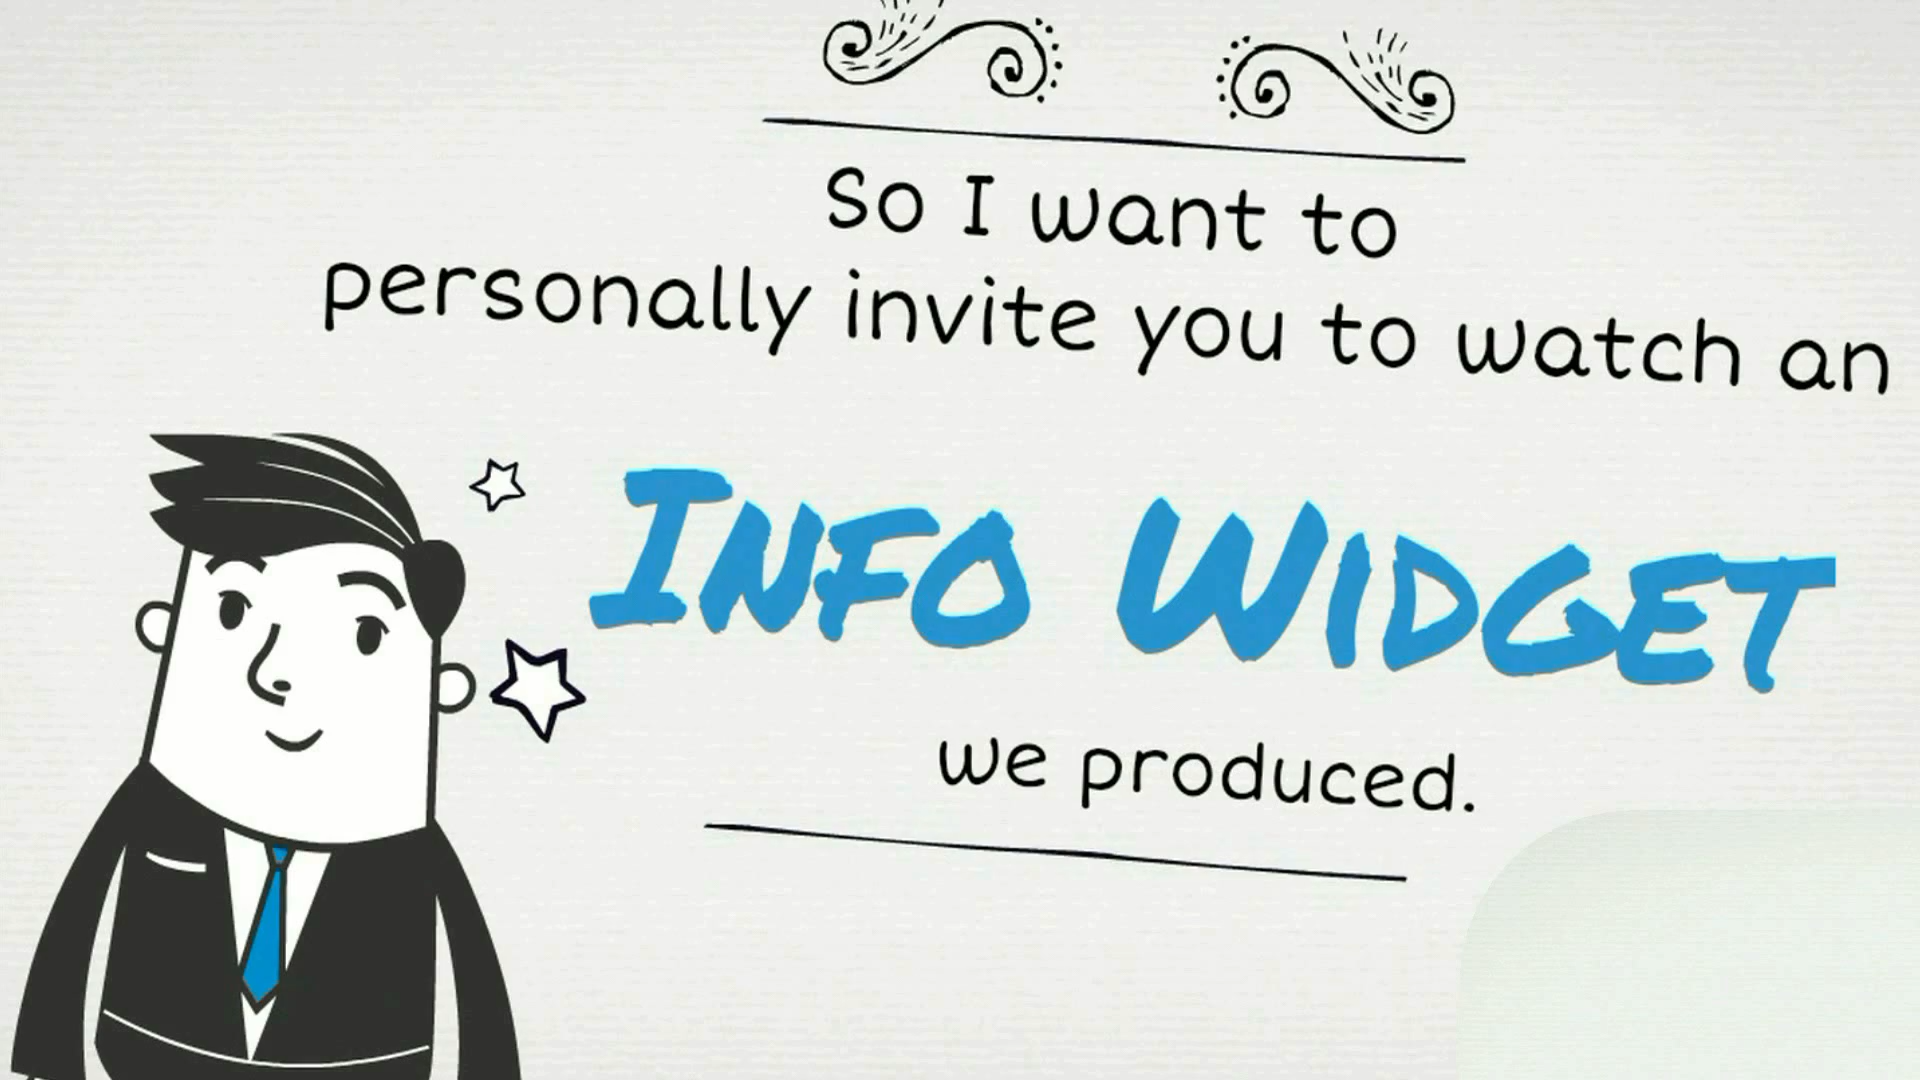 So I want to
personally invite you to watch an
INFO WIDGET
we produced.